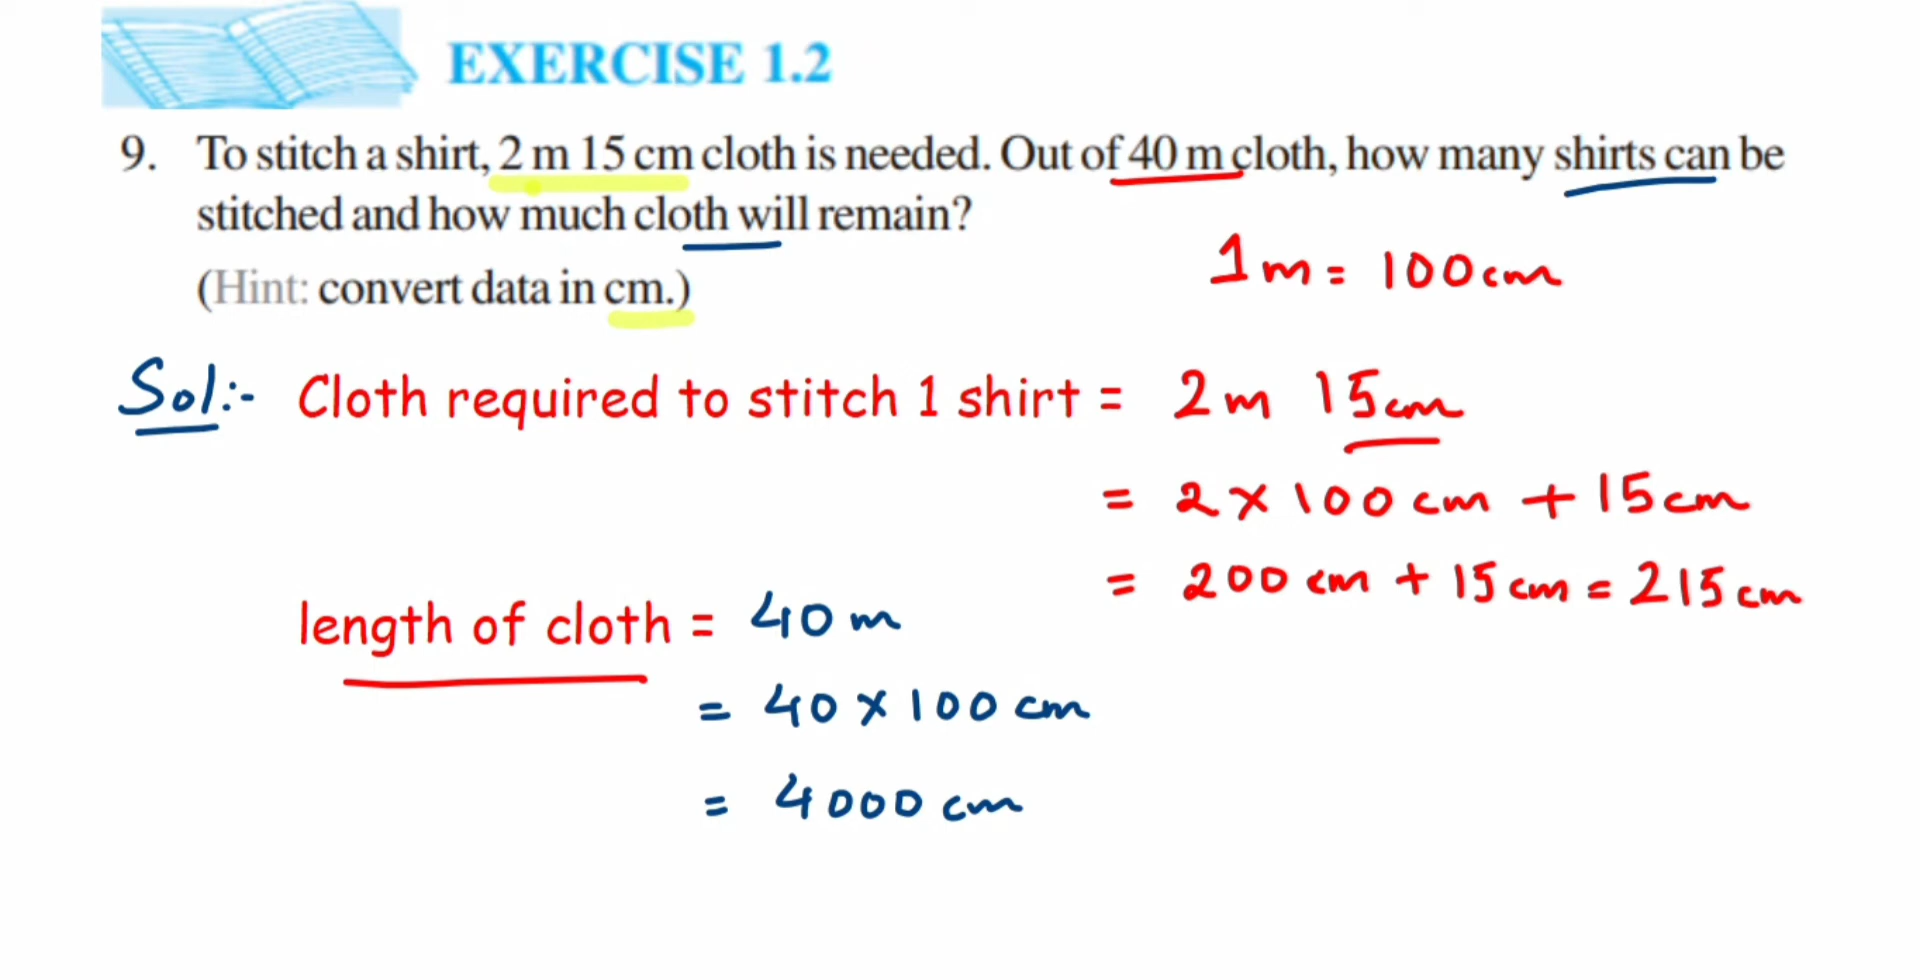 EXERCISE 1.2
9. To stitch a shirt, 2 m 15 cm cloth is needed. Out of 40 m cloth, how many shirts can be
stitched and how much cloth will remain?
1m = 100cm
(Hint: convert data in cm.)
Sol:- Cloth required to stitch 1 shirt = 2m 15cm
= 2 × 100 cm + 15cm
= 200 cm + 15 cm = 215 cm
length of cloth = 40 m
= 40 × 100 cm
= 4000 cm